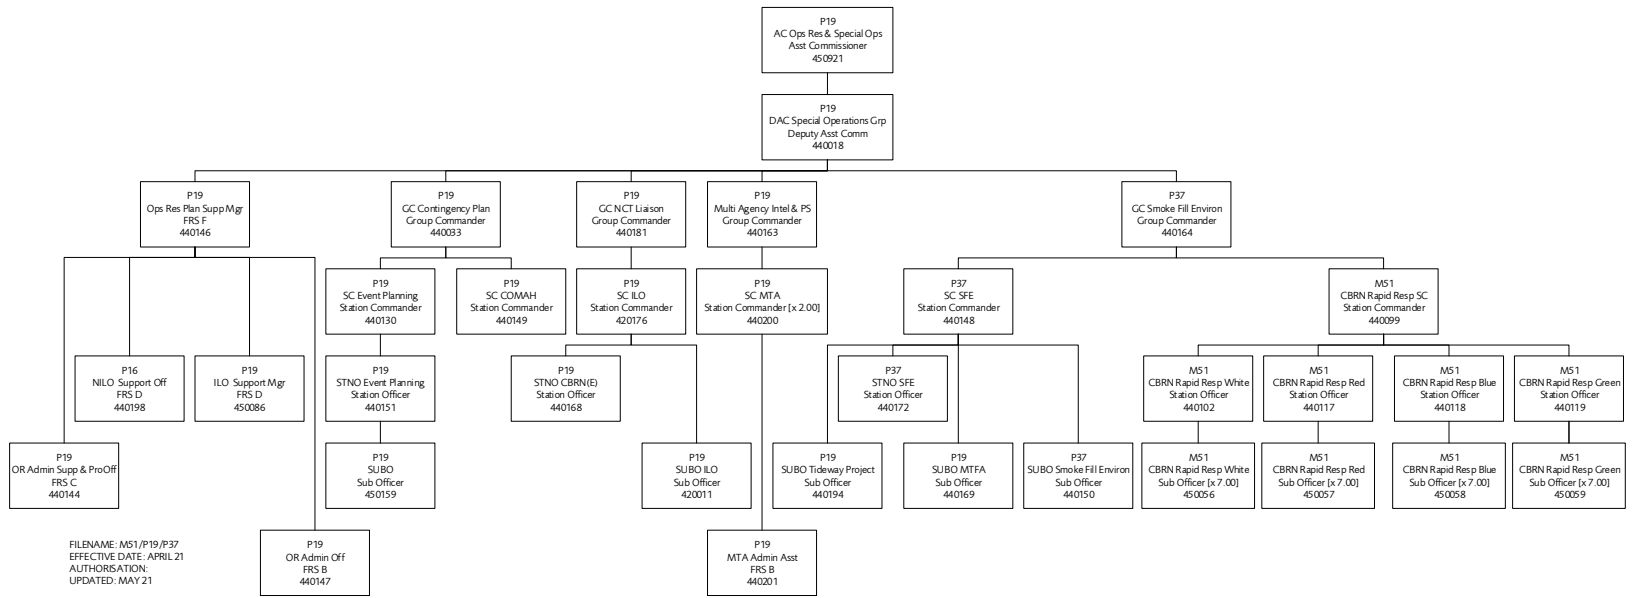 P19
AC Ops Res & Special Ops
Asst Commissioner
450921
P19
DAC Special Operations Grp
Deputy Asst Comm
440018
P19
Ops Res Plan Supp Mgr
FRS F
440146
P19
GC Contingency Plan
Group Commander
440033
P19
GC NCT Liaison
Group Commander
440181
P19
Multi Agency Intel & PS
Group Commander
440163
P37
GC Smoke Fill Environ
Group Commander
440164
P19
SC Event Planning
Station Commander
440130
P19
SC COMAH
Station Commander
440149
P19
SC ILO
Station Commander
420176
P19
SC MTA
Station Commander [x 2.00]
440200
P37
SC SFE
Station Commander
440148
M51
CBRN Rapid Resp SC
Station Commander
440099
P16
NILO Support Off
FRS D
440198
P19
ILO Support Mgr
FRS D
450086
P19
STNO Event Planning
Station Officer
440151
P19
STNO CBRN(E)
Station Officer
440168
P37
STNO SFE
Station Officer
440172
M51
CBRN Rapid Resp White
Station Officer
440102
M51
CBRN Rapid Resp Red
Station Officer
440117
M51
CBRN Rapid Resp Blue
Station Officer
440118
M51
CBRN Rapid Resp Green
Station Officer
440119
P19
OR Admin Supp & ProOff
FRS C
440144
P19
SUBO
Sub Officer
450159
P19
SUBO ILO
Sub Officer
420011
P19
SUBO Tideway Project
Sub Officer
440194
P19
SUBO MTFA
Sub Officer
440169
P37
SUBO Smoke Fill Environ
Sub Officer
440150
M51
CBRN Rapid Resp White
Sub Officer [x 7.00]
450056
M51
CBRN Rapid Resp Red
Sub Officer [x 7.00]
450057
M51
CBRN Rapid Resp Blue
Sub Officer [x 7.00]
450058
M51
CBRN Rapid Resp Green
Sub Officer [x 7.00]
450059
FILENAME: M51/P19/P37
EFFECTIVE DATE: APRIL 21
AUTHORISATION:
UPDATED: MAY 21
P19
OR Admin Off
FRS B
440147
P19
MTA Admin Asst
FRS B
440201